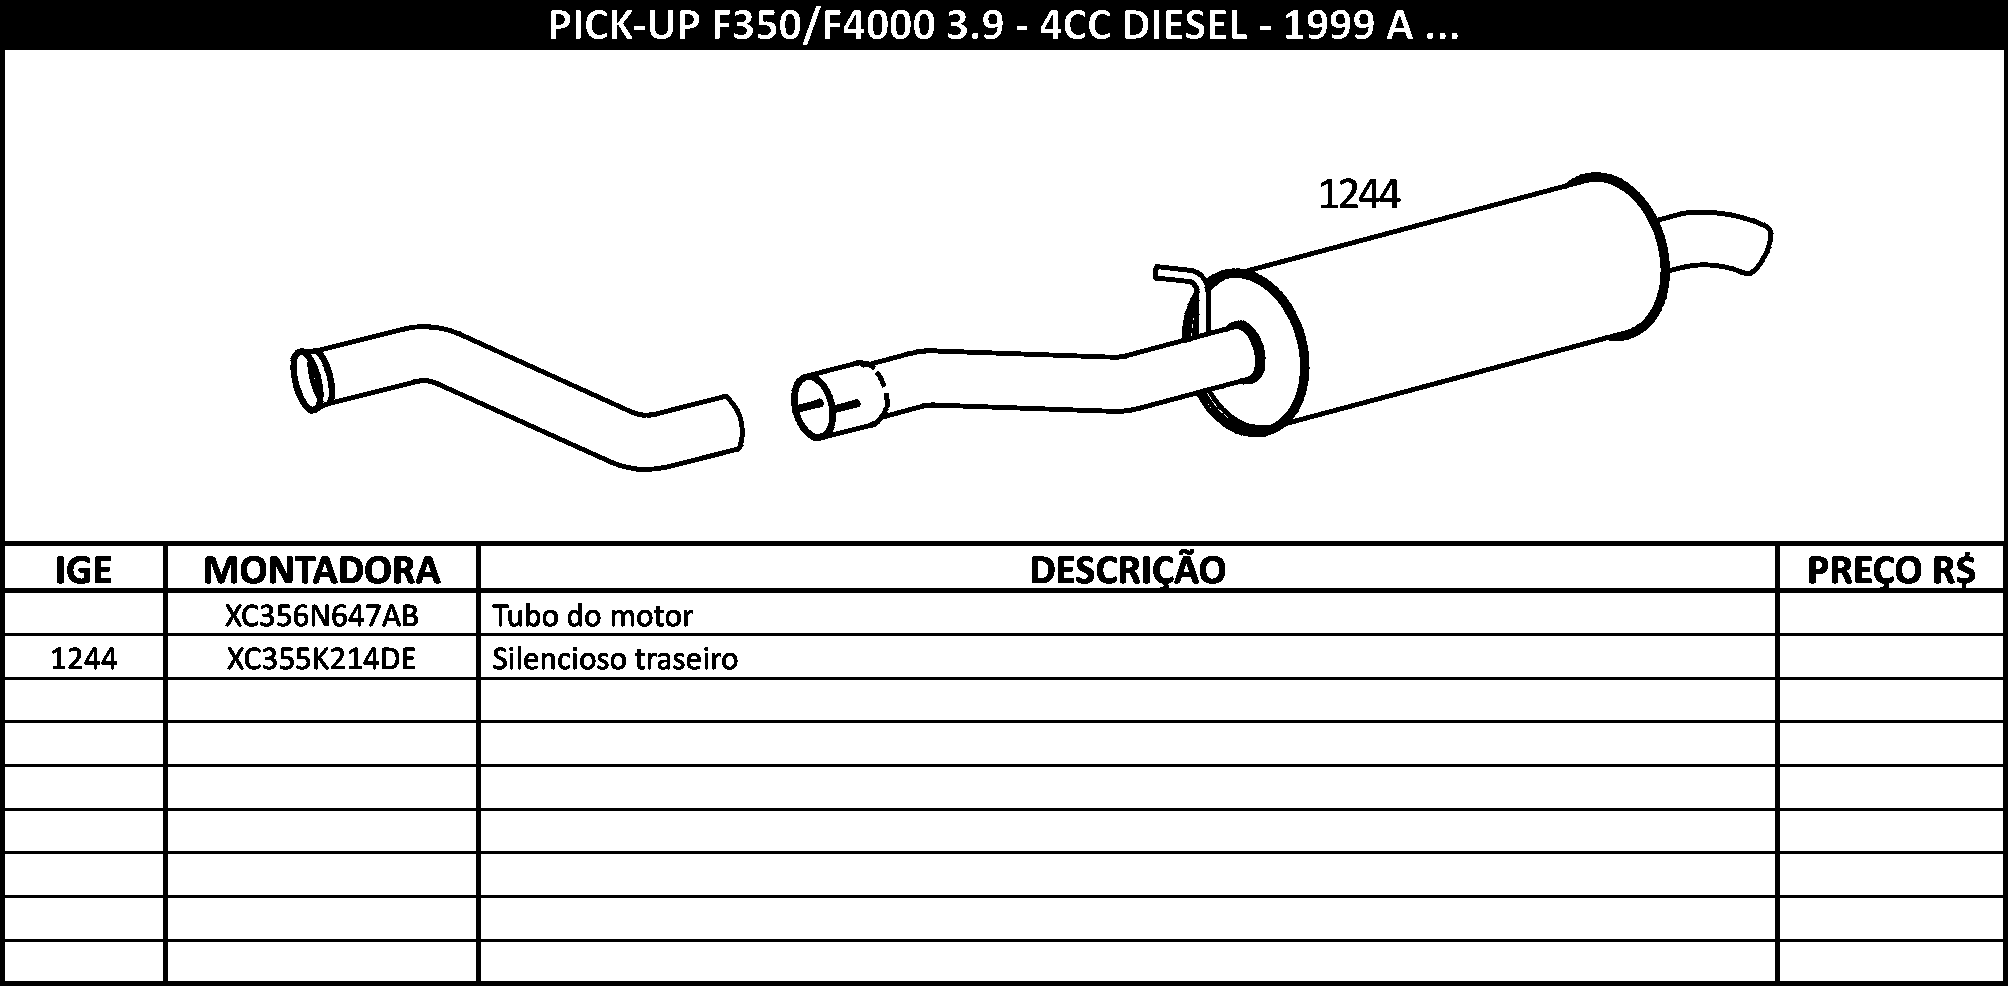 PICK-UP F350/F4000 3.9 - 4CC DIESEL - 1999 A ...
1244
IGE MONTADORA DESCRIÇÃO PREÇO R$
XC356N647AB Tubo do motor
1244 XC355K214DE Silencioso traseiro